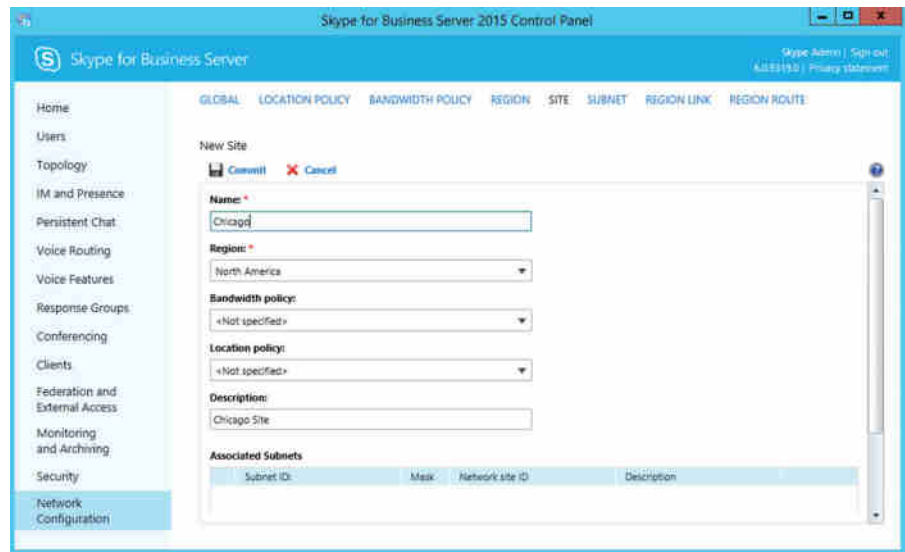 Skype for Business Server 2015 Control Panel
S Skype for Business Server
Skype Admin | Sign out
6.0.9319.0 | Privacy statement
Home
Users
Topology
IM and Presence
Persistent Chat
Voice Routing
Voice Features
Response Groups
Conferencing
Clients
Federation and
External Access
Monitoring
and Archiving
Security
Network
Configuration
GLOBAL LOCATION POLICY BANDWIDTH POLICY REGION SITE SUBNET REGION LINK REGION ROUTE
New Site
Commit Cancel
Name: *
Chicago
Region: *
North America
Bandwidth policy:
<Not specified>
Location policy:
<Not specified>
Description:
Chicago Site
Associated Subnets
Subnet ID: Mask Network site ID Description